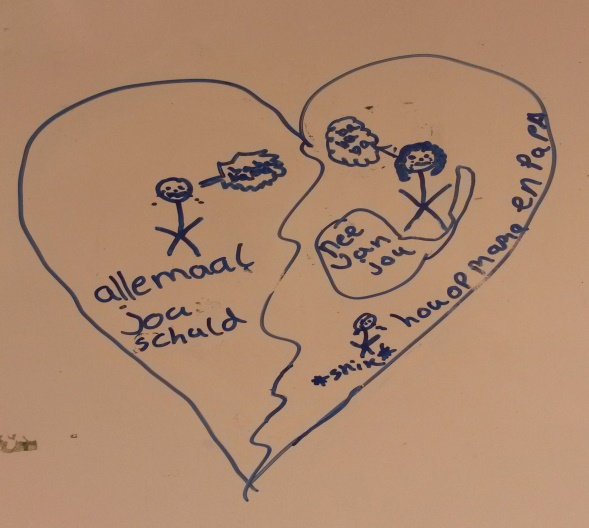 allemaal
jou
schuld
nee
van
jou
hou op mama en papa
*snik*